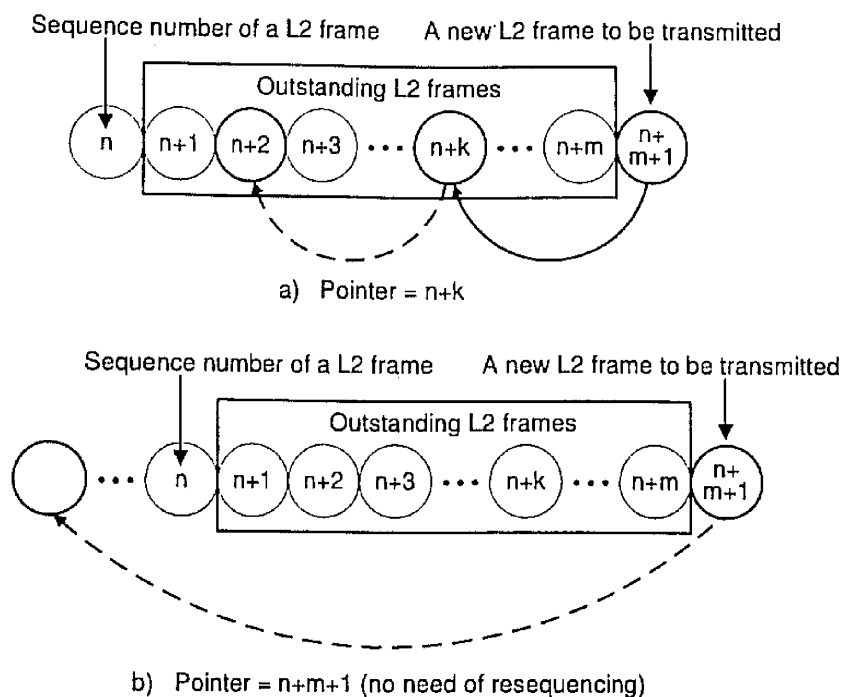 Sequence number of a L2 frame A new L2 frame to be transmitted
Outstanding L2 frames
n n+1 n+2 n+3 ••• n+k ••• n+m n+
m+1
a) Pointer = n+k
Sequence number of a L2 frame A new L2 frame to be transmitted
Outstanding L2 frames
••• n n+1 n+2 n+3 ••• n+k ••• n+m n+
m+1
b) Pointer = n+m+1 (no need of resequencing)